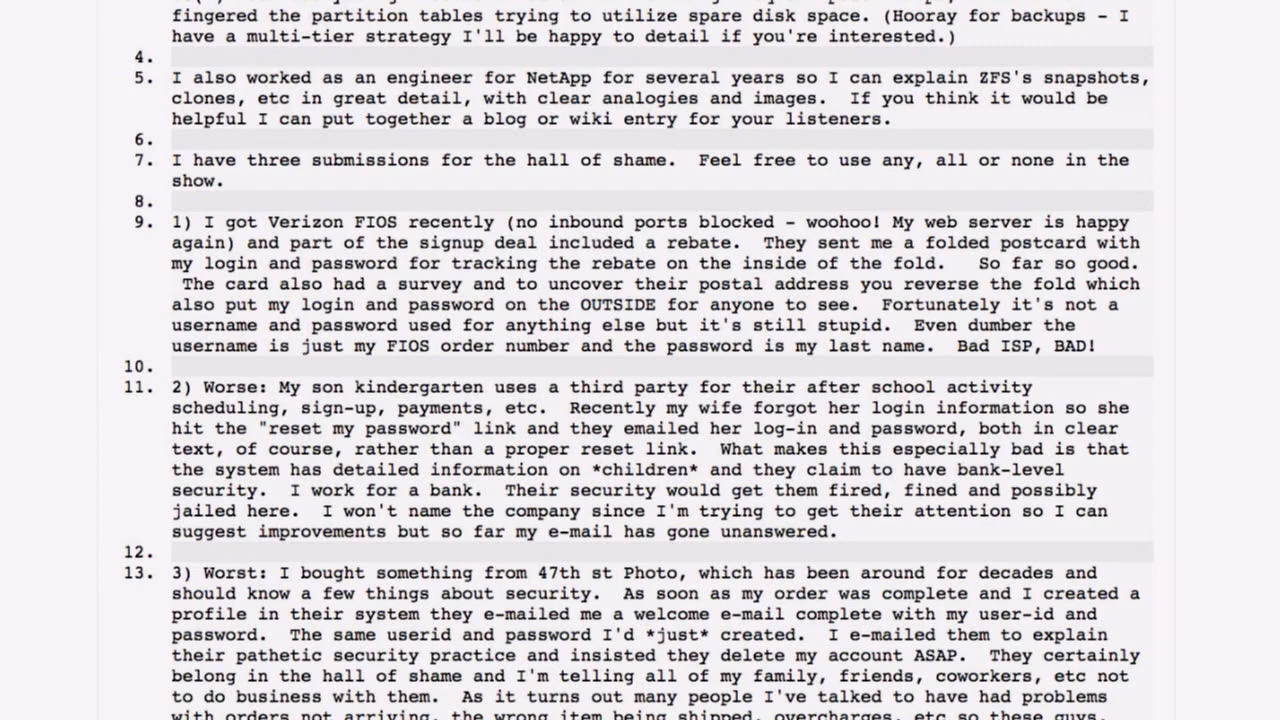 fingered the partition tables trying to utilize spare disk space. (Hooray for backups - I
have a multi-tier strategy I'll be happy to detail if you're interested.)
4.
5. I also worked as an engineer for NetApp for several years so I can explain ZFS's snapshots,
clones, etc in great detail, with clear analogies and images.  If you think it would be
helpful I can put together a blog or wiki entry for your listeners.
6.
7. I have three submissions for the hall of shame.  Feel free to use any, all or none in the
show.
8.
9. 1) I got Verizon FIOS recently (no inbound ports blocked - woohoo! My web server is happy
again) and part of the signup deal included a rebate.  They sent me a folded postcard with
my login and password for tracking the rebate on the inside of the fold.   So far so good.
The card also had a survey and to uncover their postal address you reverse the fold which
also put my login and password on the OUTSIDE for anyone to see.  Fortunately it's not a
username and password used for anything else but it's still stupid.  Even dumber the
username is just my FIOS order number and the password is my last name.  Bad ISP, BAD!
10.
11. 2) Worse: My son kindergarten uses a third party for their after school activity
scheduling, sign-up, payments, etc.  Recently my wife forgot her login information so she
hit the "reset my password" link and they emailed her log-in and password, both in clear
text, of course, rather than a proper reset link.  What makes this especially bad is that
the system has detailed information on *children* and they claim to have bank-level
security.  I work for a bank.  Their security would get them fired, fined and possibly
jailed here.  I won't name the company since I'm trying to get their attention so I can
suggest improvements but so far my e-mail has gone unanswered.
12.
13. 3) Worst: I bought something from 47th st Photo, which has been around for decades and
should know a few things about security.  As soon as my order was complete and I created a
profile in their system they e-mailed me a welcome e-mail complete with my user-id and
password.  The same userid and password I'd *just* created.  I e-mailed them to explain
their pathetic security practice and insisted they delete my account ASAP.  They certainly
belong in the hall of shame and I'm telling all of my family, friends, coworkers, etc not
to do business with them.  As it turns out many people I've talked to have had problems
with orders not arriving, the wrong item being shipped, overcharges, etc so these guys,